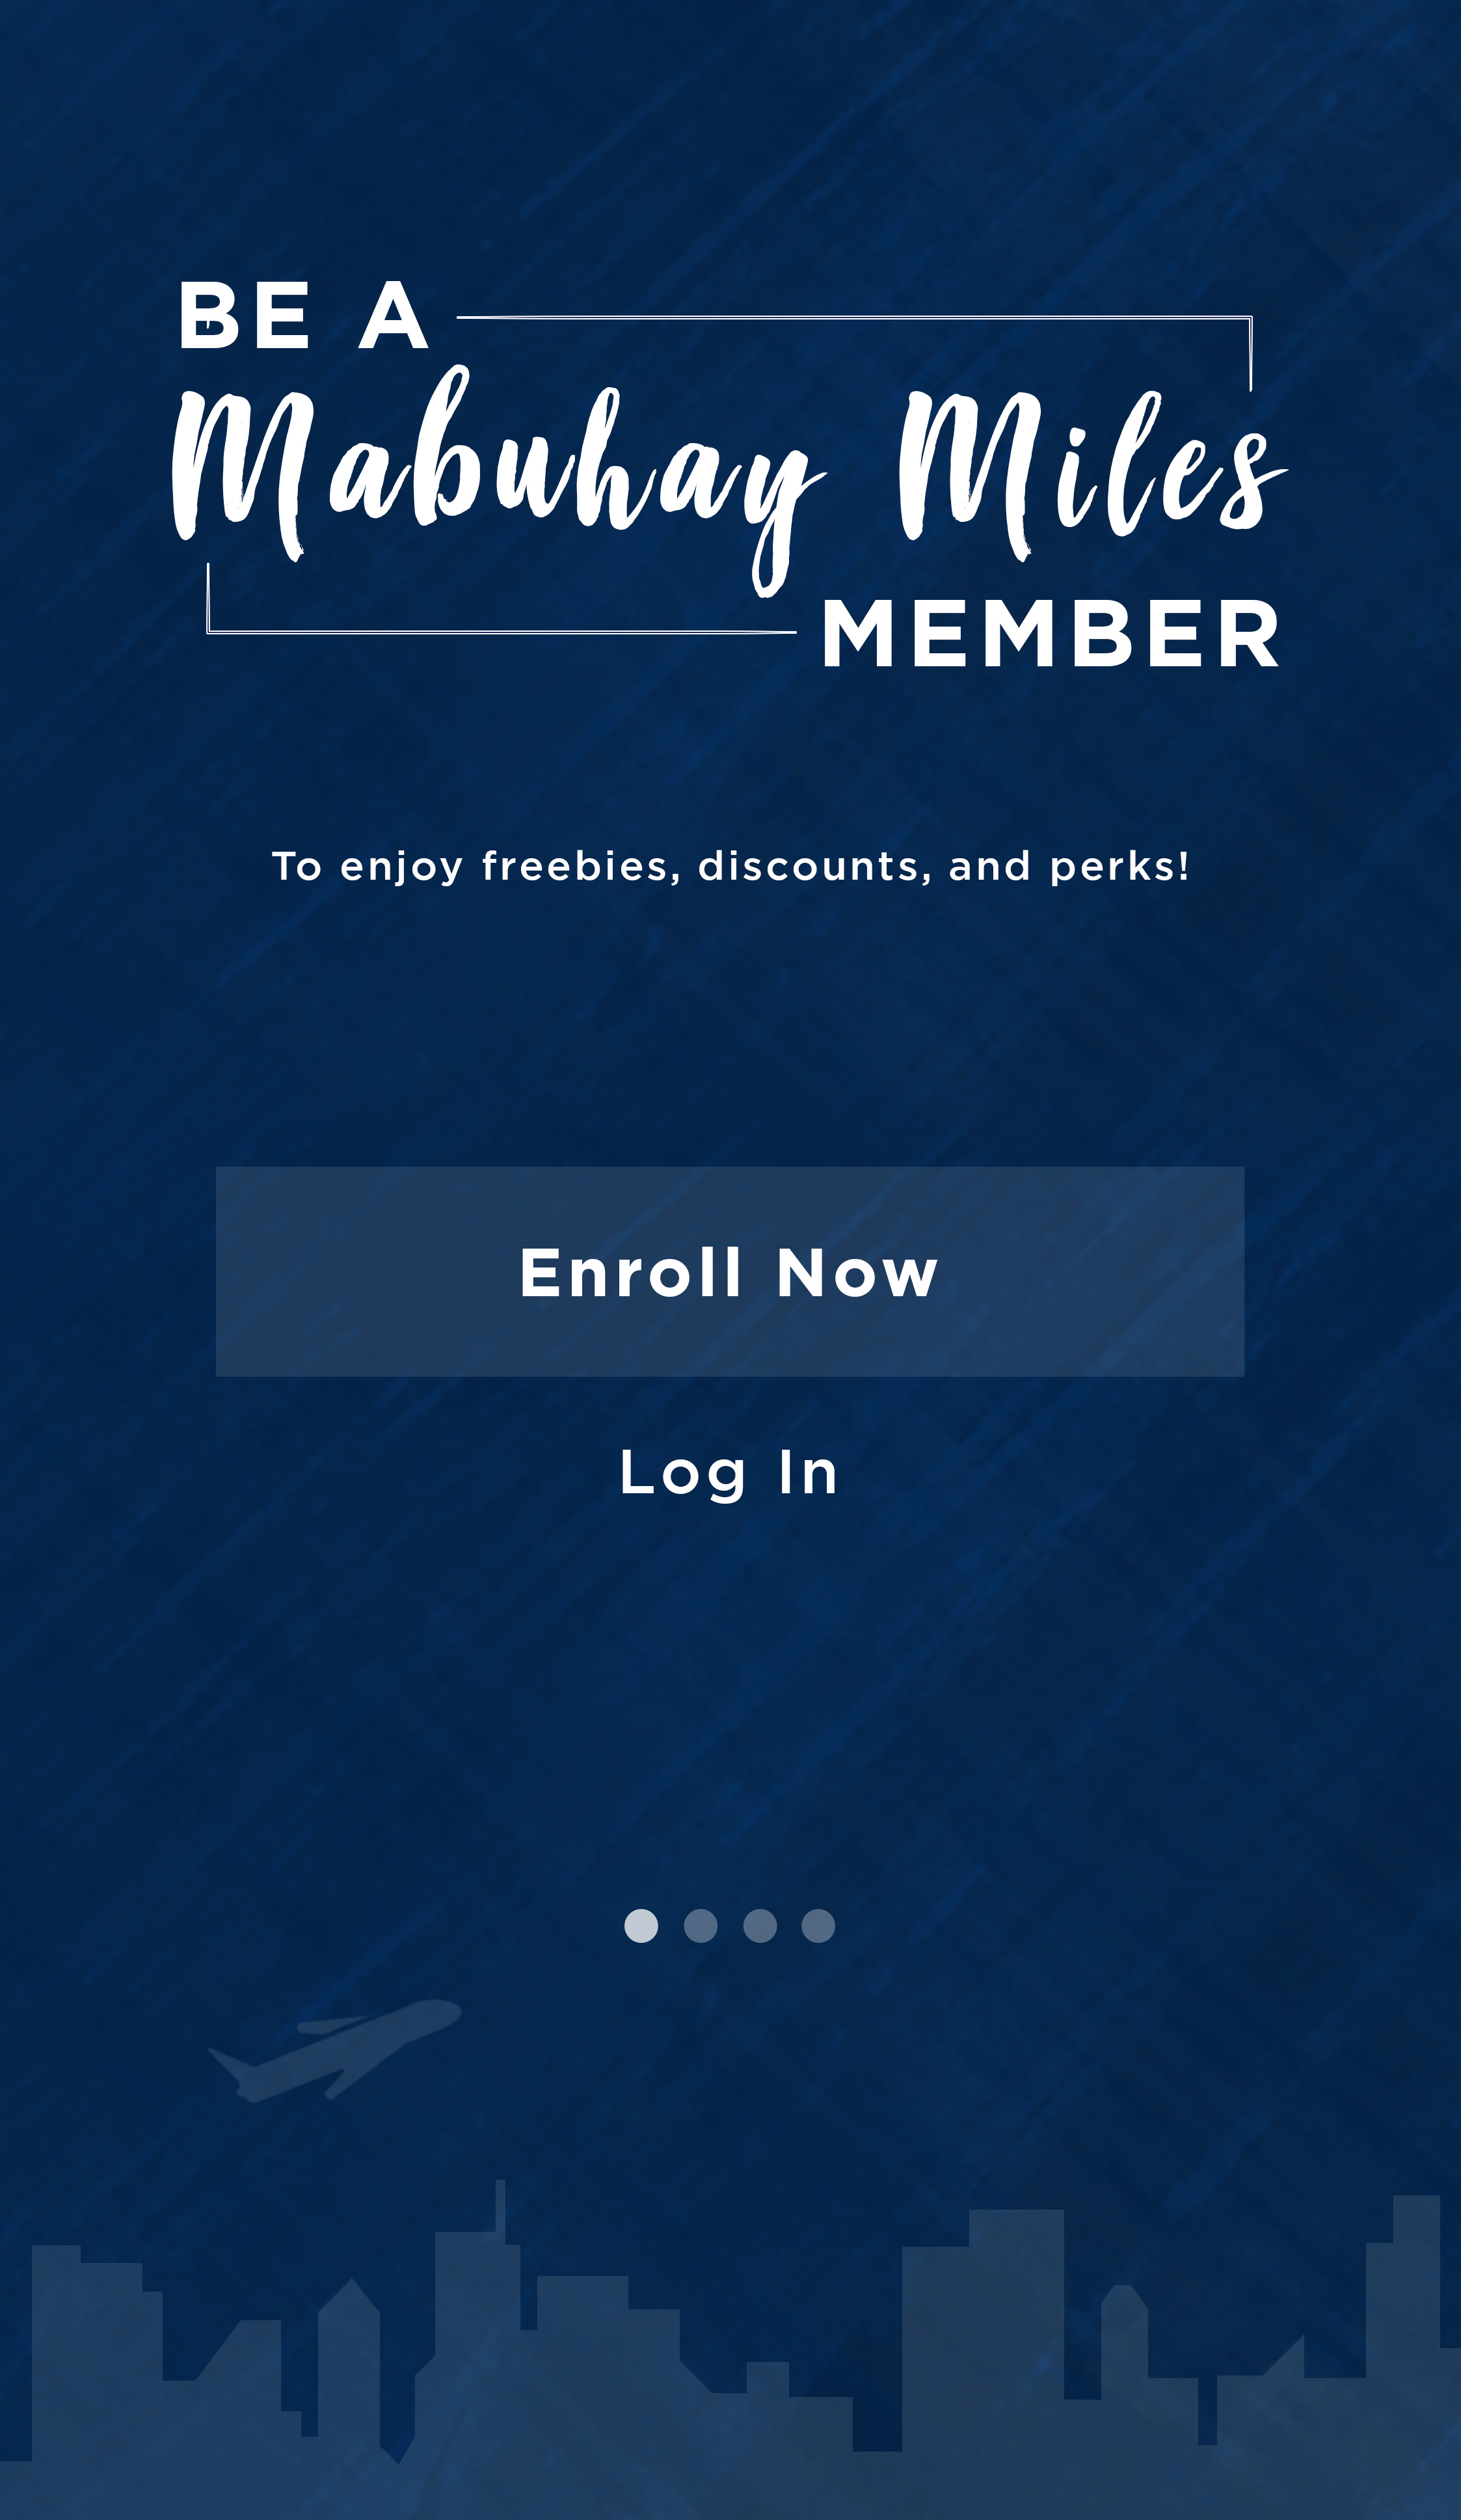 BE A
Mabuhay Miles
MEMBER
To enjoy freebies, discounts, and perks!
Enroll Now
Log In